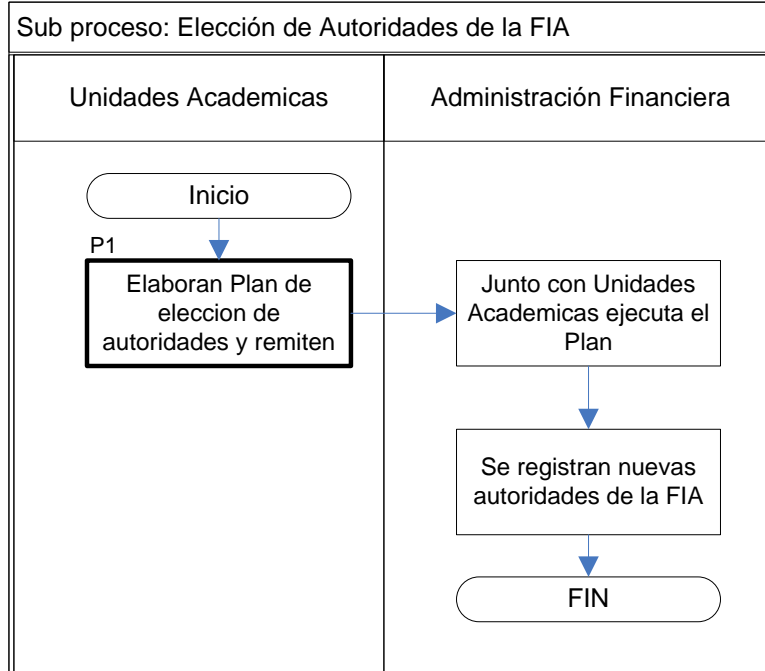 Sub proceso: Elección de Autoridades de la FIA
Unidades Academicas
Administración Financiera
Inicio
P1
Elaboran Plan de
eleccion de
autoridades y remiten
Junto con Unidades
Academicas ejecuta el
Plan
Se registran nuevas
autoridades de la FIA
FIN